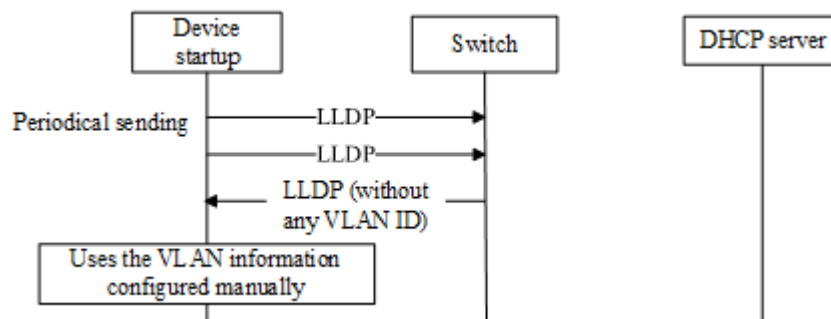 Device
startup
Switch
DHCP server
Periodical sending
LLDP
LLDP
LLDP (without
any VLAN ID)
Uses the VLAN information
configured manually